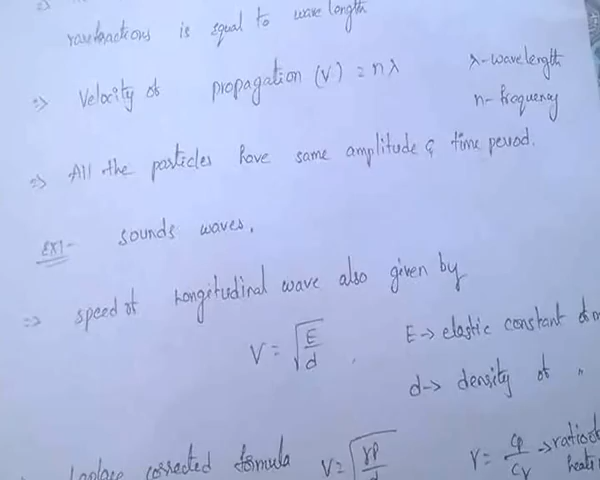 is equal to wave length
⇒ Velocity of propagation (V) = nλ λ-wavelength
n-frequency
⇒ All the particles have same amplitude & time period.
Ex:- sounds waves.
⇒ speed of Longitudinal wave also given by
V = √(E/d) , E → elastic constant
d → density of "
Laplace corrected formula V = √(γP/d) γ = Cp/Cv → ratio of